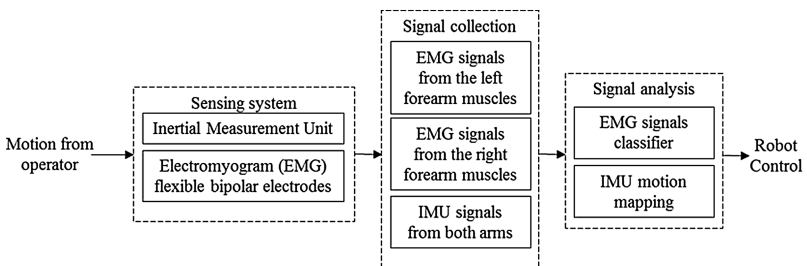 Motion from
operator
Sensing system
Inertial Measurement Unit
Electromyogram (EMG)
flexible bipolar electrodes
Signal collection
EMG signals
from the left
forearm muscles
EMG signals
from the right
forearm muscles
IMU signals
from both arms
Signal analysis
EMG signals
classifier
IMU motion
mapping
Robot
Control